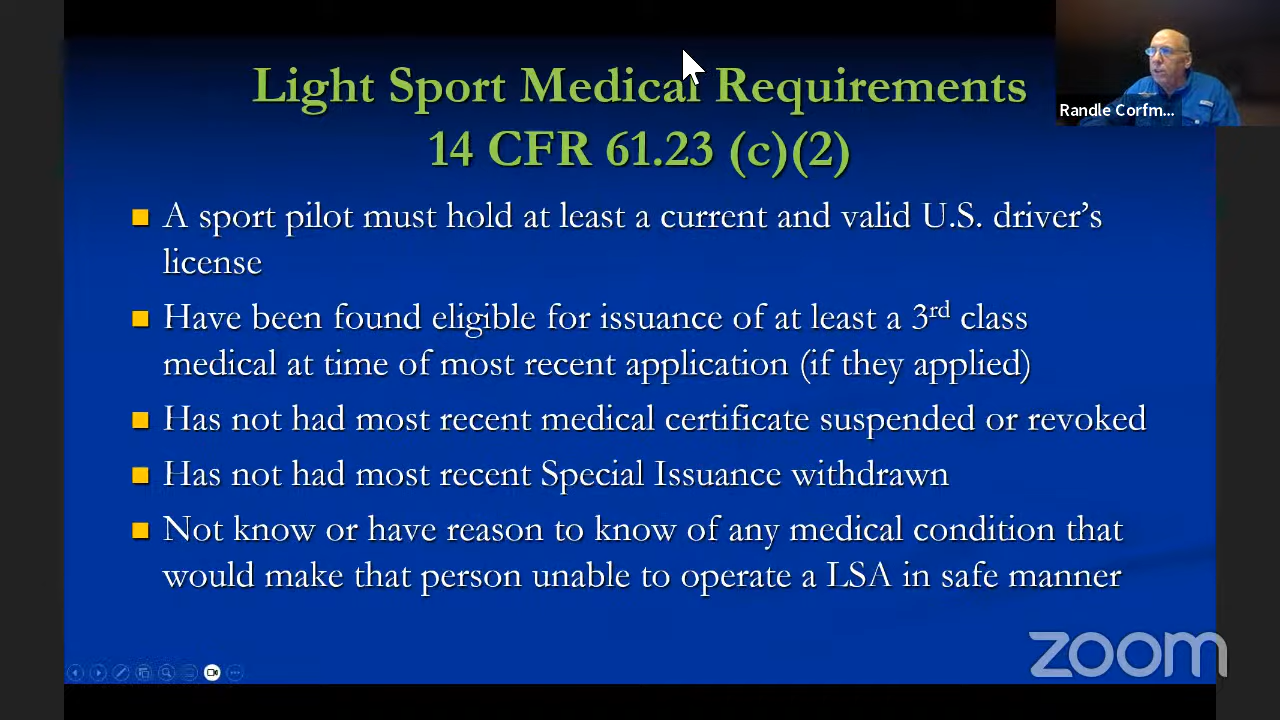 Light Sport Medical Requirements
14 CFR 61.23 (c)(2)
Randle Corfm...
■ A sport pilot must hold at least a current and valid U.S. driver’s
license
■ Have been found eligible for issuance of at least a 3rd class
medical at time of most recent application (if they applied)
■ Has not had most recent medical certificate suspended or revoked
■ Has not had most recent Special Issuance withdrawn
■ Not know or have reason to know of any medical condition that
would make that person unable to operate a LSA in safe manner
zoom